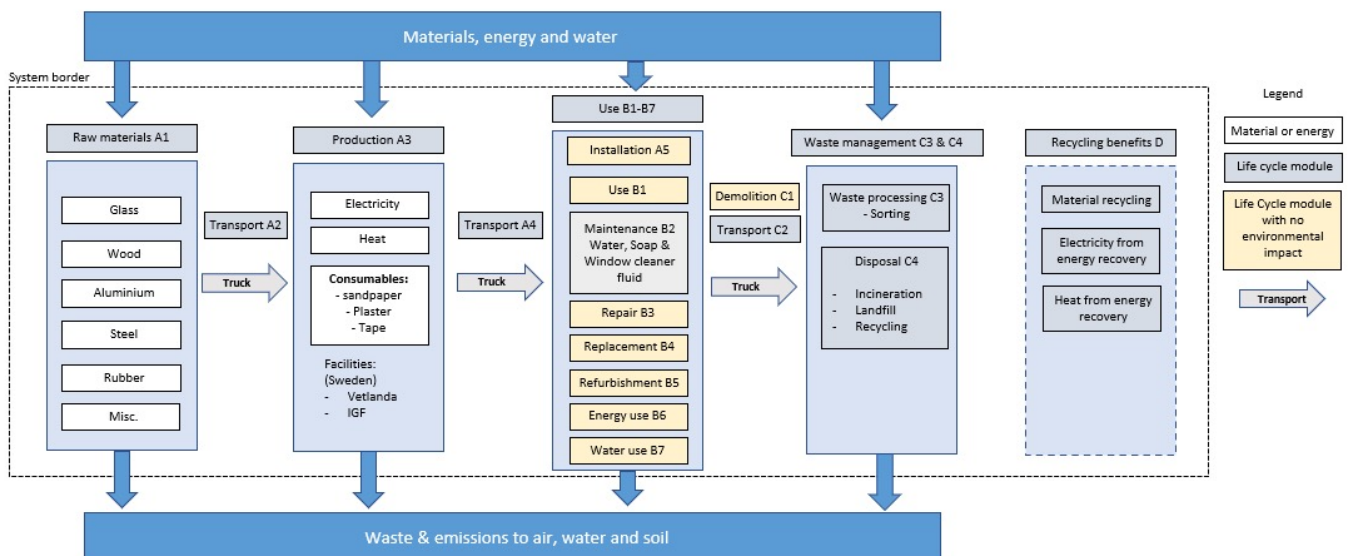 Materials, energy and water
System border
Raw materials A1
Glass
Wood
Aluminium
Steel
Rubber
Misc.
Transport A2
Truck
Production A3
Electricity
Heat
Consumables:
- sandpaper
- Plaster
- Tape
Facilities:
(Sweden)
- Vetlanda
- IGF
Transport A4
Truck
Use B1-B7
Installation A5
Use B1
Maintenance B2
Water, Soap &
Window cleaner
fluid
Repair B3
Replacement B4
Refurbishment B5
Energy use B6
Water use B7
Demolition C1
Transport C2
Truck
Waste management C3 & C4
Waste processing C3
- Sorting
Disposal C4
- Incineration
- Landfill
- Recycling
Recycling benefits D
Material recycling
Electricity from
energy recovery
Heat from energy
recovery
Legend
Material or energy
Life cycle module
Life Cycle module
with no
environmental
impact
Transport
Waste & emissions to air, water and soil